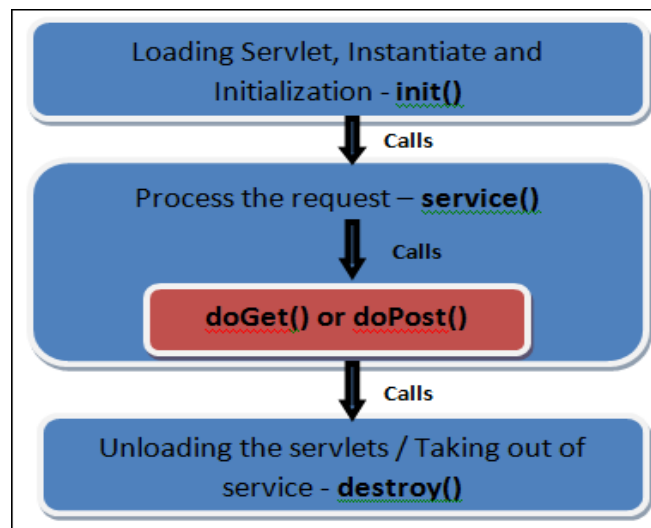 Loading Servlet, Instantiate and
Initialization - init()
Calls
Process the request – service()
Calls
doGet() or doPost()
Calls
Unloading the servlets / Taking out of
service - destroy()